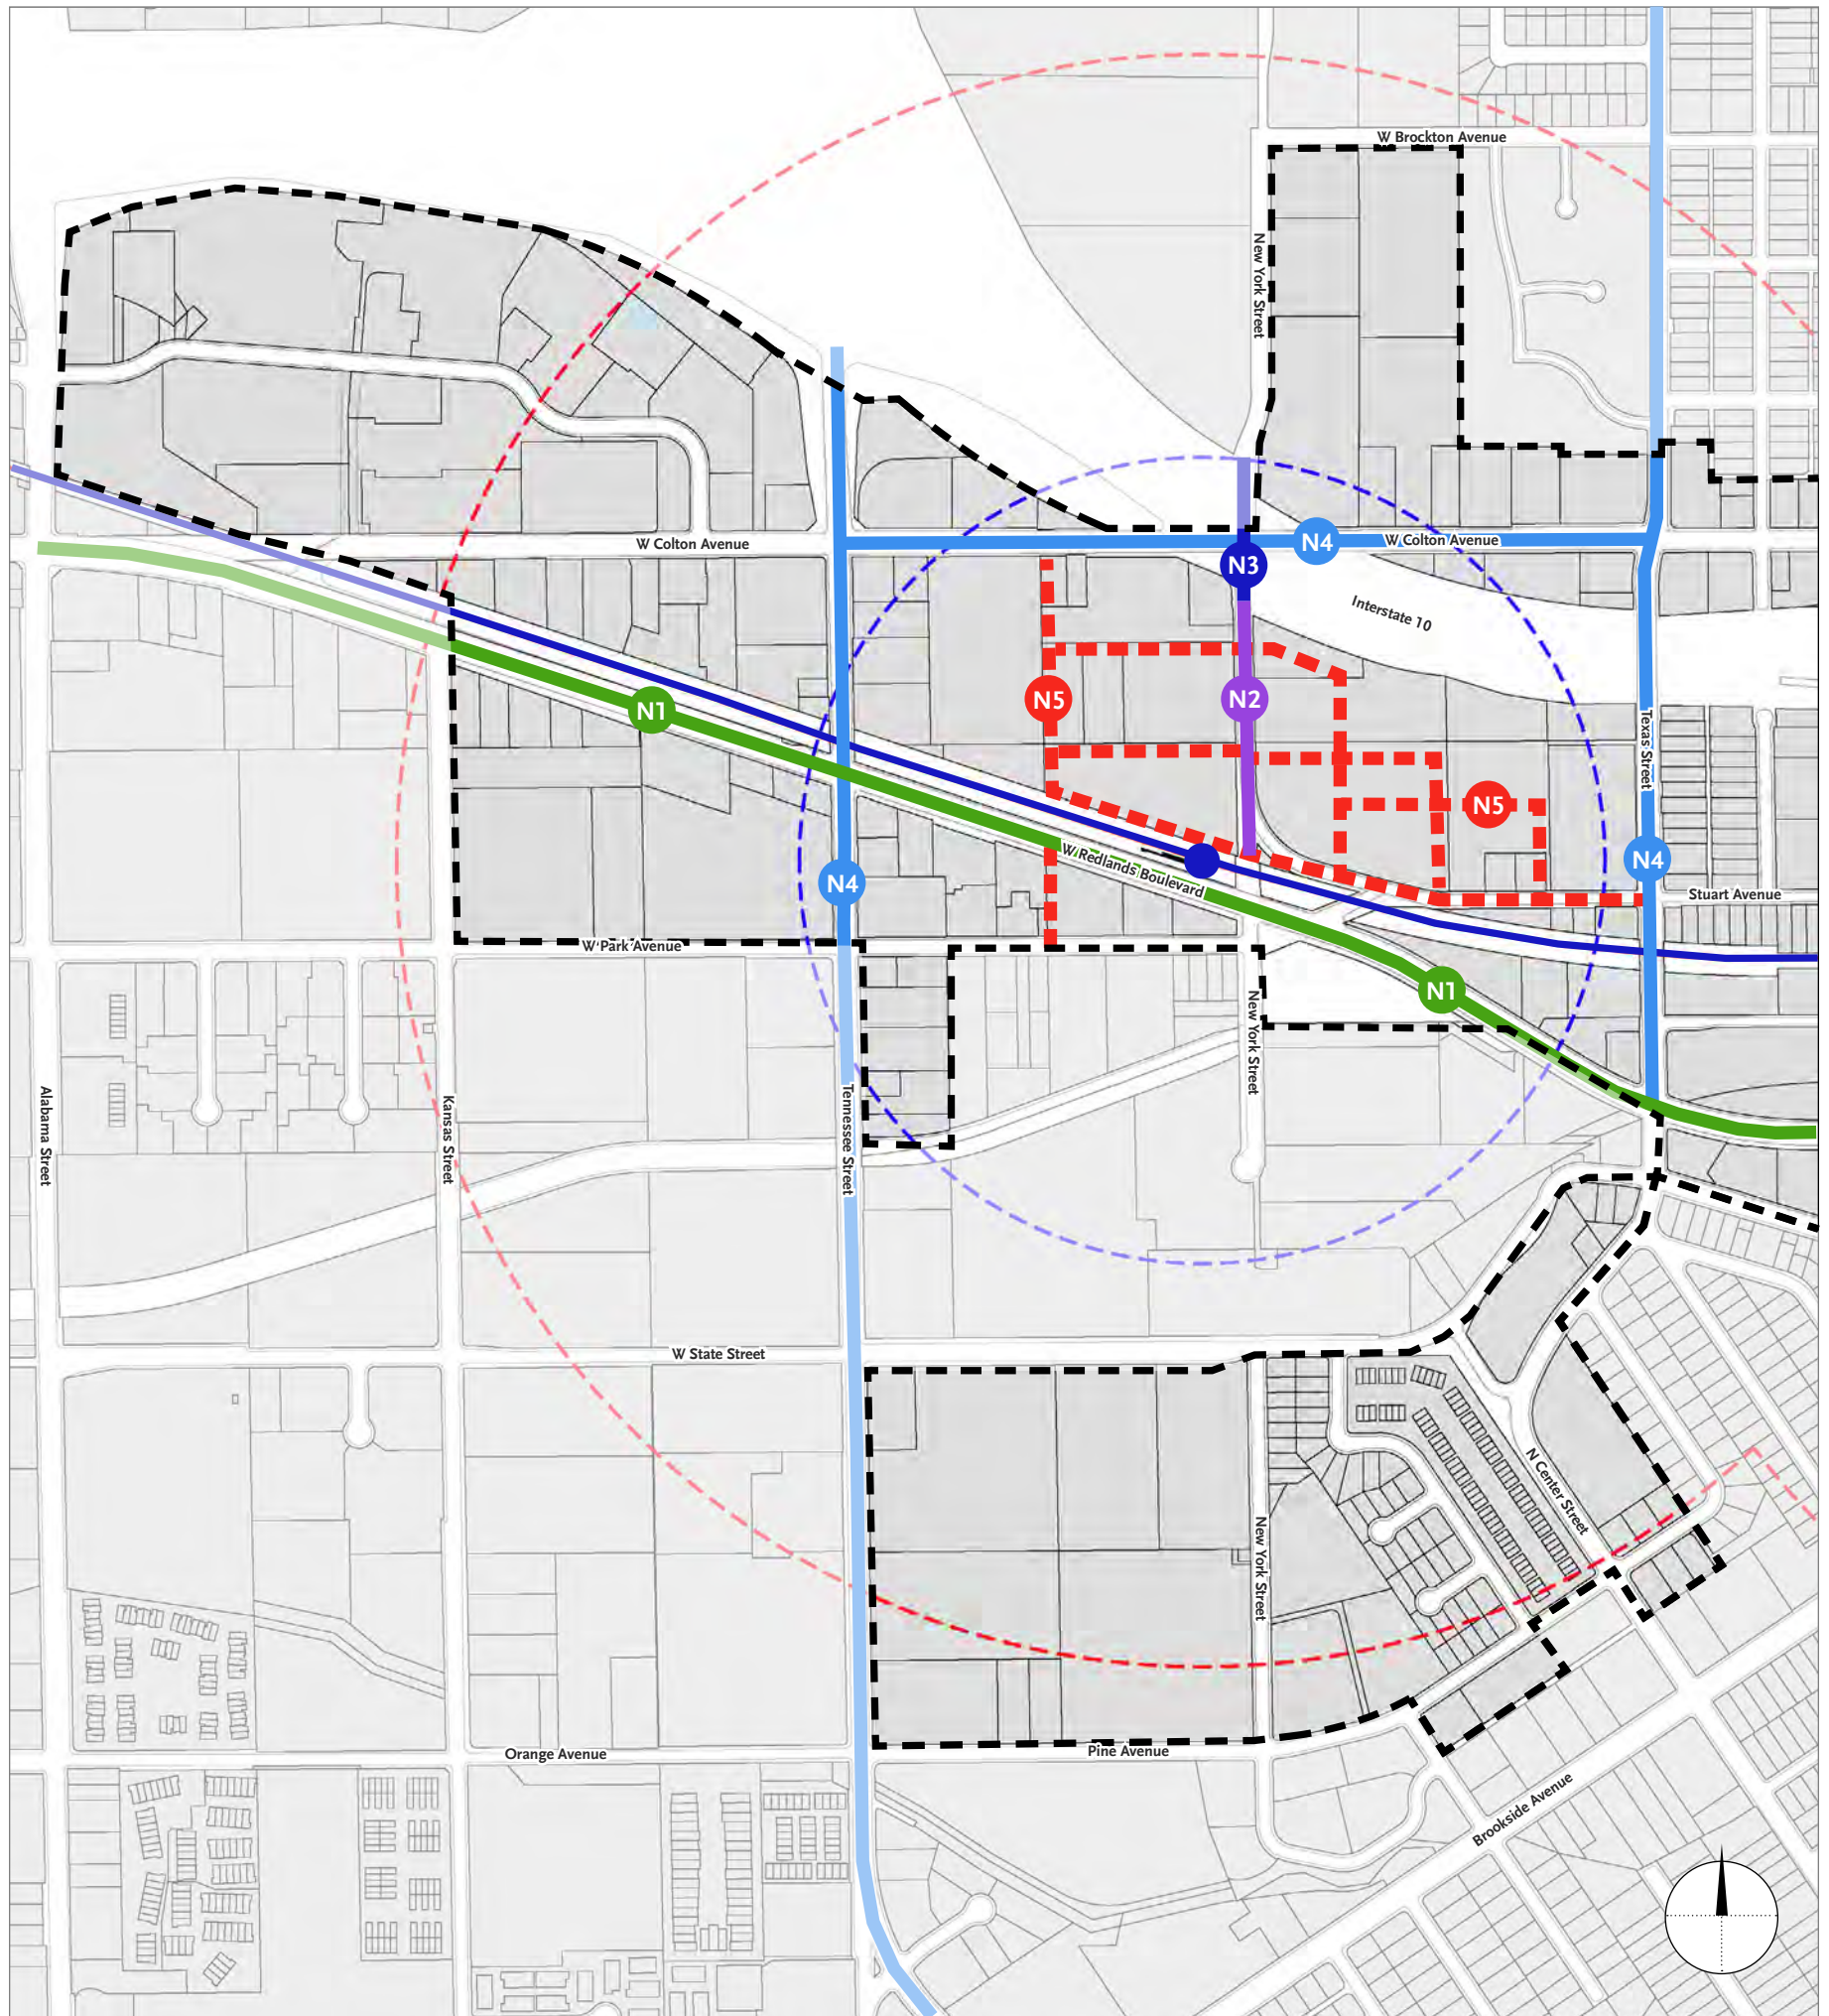 W Brockton Avenue
New York Street
W Colton Avenue
N4
W Colton Avenue
N3
Interstate 10
N5
N2
N1
Texas Street
N5
W Redlands Boulevard
N4
N4
Stuart Avenue
W Park Avenue
N1
New York Street
Alabama Street
Kansas Street
Tennessee Street
W State Street
N Center Street
New York Street
Orange Avenue
Pine Avenue
Brookside Avenue